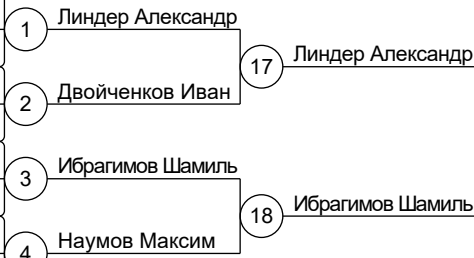 1 Линдер Александр
17 Линдер Александр
2 Двойченков Иван
3 Ибрагимов Шамиль
18 Ибрагимов Шамиль
4 Наумов Максим